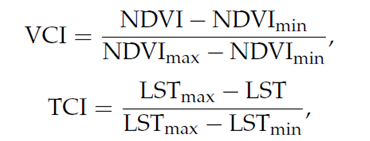 VCI = (NDVI − NDVI_min) / (NDVI_max − NDVI_min),
TCI = (LST_max − LST) / (LST_max − LST_min),